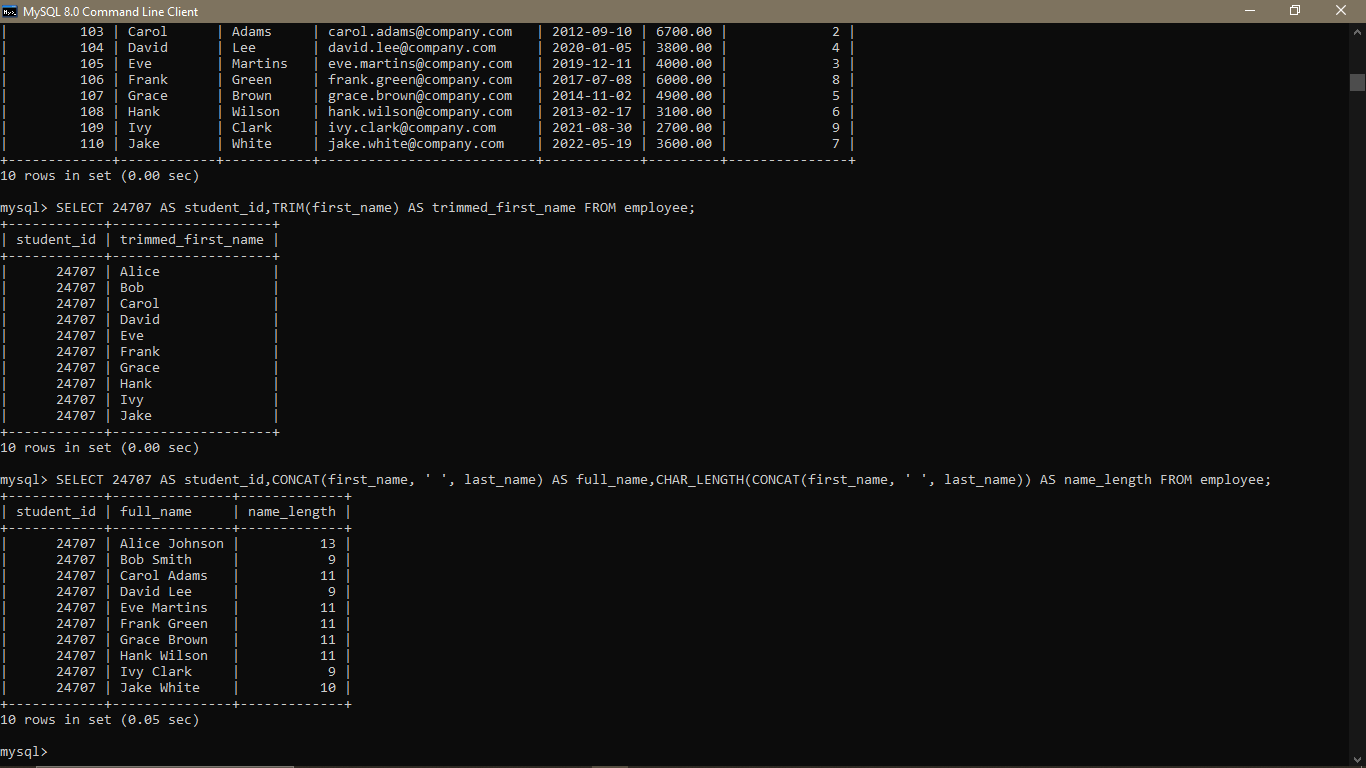 MySQL 8.0 Command Line Client
|         103 | Carol      | Adams     | carol.adams@company.com   | 2012-09-10 | 6700.00 |             2 |
|         104 | David      | Lee       | david.lee@company.com     | 2020-01-05 | 3800.00 |             4 |
|         105 | Eve        | Martins   | eve.martins@company.com   | 2019-12-11 | 4000.00 |             3 |
|         106 | Frank      | Green     | frank.green@company.com   | 2017-07-08 | 6000.00 |             8 |
|         107 | Grace      | Brown     | grace.brown@company.com   | 2014-11-02 | 4900.00 |             5 |
|         108 | Hank       | Wilson    | hank.wilson@company.com   | 2013-02-17 | 3100.00 |             6 |
|         109 | Ivy        | Clark     | ivy.clark@company.com     | 2021-08-30 | 2700.00 |             9 |
|         110 | Jake       | White     | jake.white@company.com    | 2022-05-19 | 3600.00 |             7 |
+-------------+------------+-----------+---------------------------+------------+---------+---------------+
10 rows in set (0.00 sec)
mysql> SELECT 24707 AS student_id,TRIM(first_name) AS trimmed_first_name FROM employee;
+------------+--------------------+
| student_id | trimmed_first_name |
+------------+--------------------+
|      24707 | Alice              |
|      24707 | Bob                |
|      24707 | Carol              |
|      24707 | David              |
|      24707 | Eve                |
|      24707 | Frank              |
|      24707 | Grace              |
|      24707 | Hank               |
|      24707 | Ivy                |
|      24707 | Jake               |
+------------+--------------------+
10 rows in set (0.00 sec)
mysql> SELECT 24707 AS student_id,CONCAT(first_name, ' ', last_name) AS full_name,CHAR_LENGTH(CONCAT(first_name, ' ', last_name)) AS name_length FROM employee;
+------------+---------------+-------------+
| student_id | full_name     | name_length |
+------------+---------------+-------------+
|      24707 | Alice Johnson |          13 |
|      24707 | Bob Smith     |           9 |
|      24707 | Carol Adams   |          11 |
|      24707 | David Lee     |           9 |
|      24707 | Eve Martins   |          11 |
|      24707 | Frank Green   |          11 |
|      24707 | Grace Brown   |          11 |
|      24707 | Hank Wilson   |          11 |
|      24707 | Ivy Clark     |           9 |
|      24707 | Jake White    |          10 |
+------------+---------------+-------------+
10 rows in set (0.05 sec)
mysql>